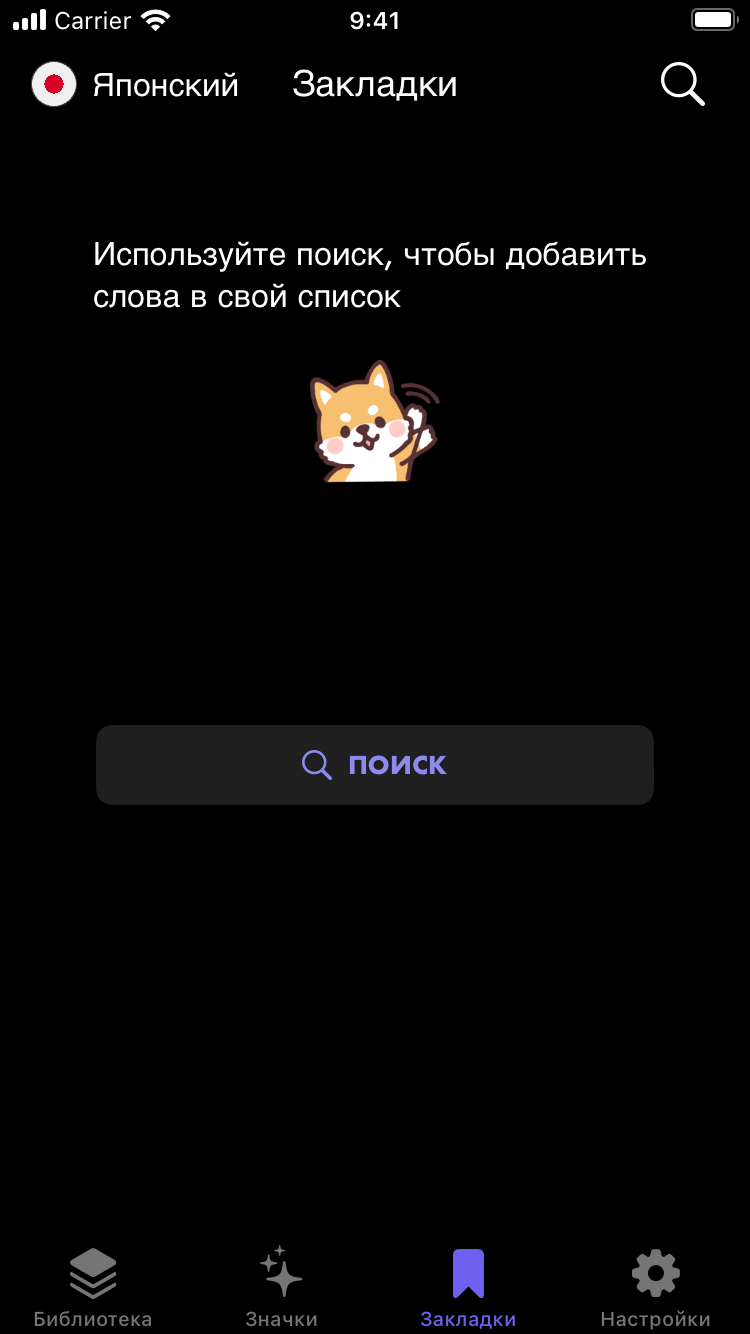 Carrier 9:41
Японский Закладки
Используйте поиск, чтобы добавить
слова в свой список
ПОИСК
Библиотека Значки Закладки Настройки